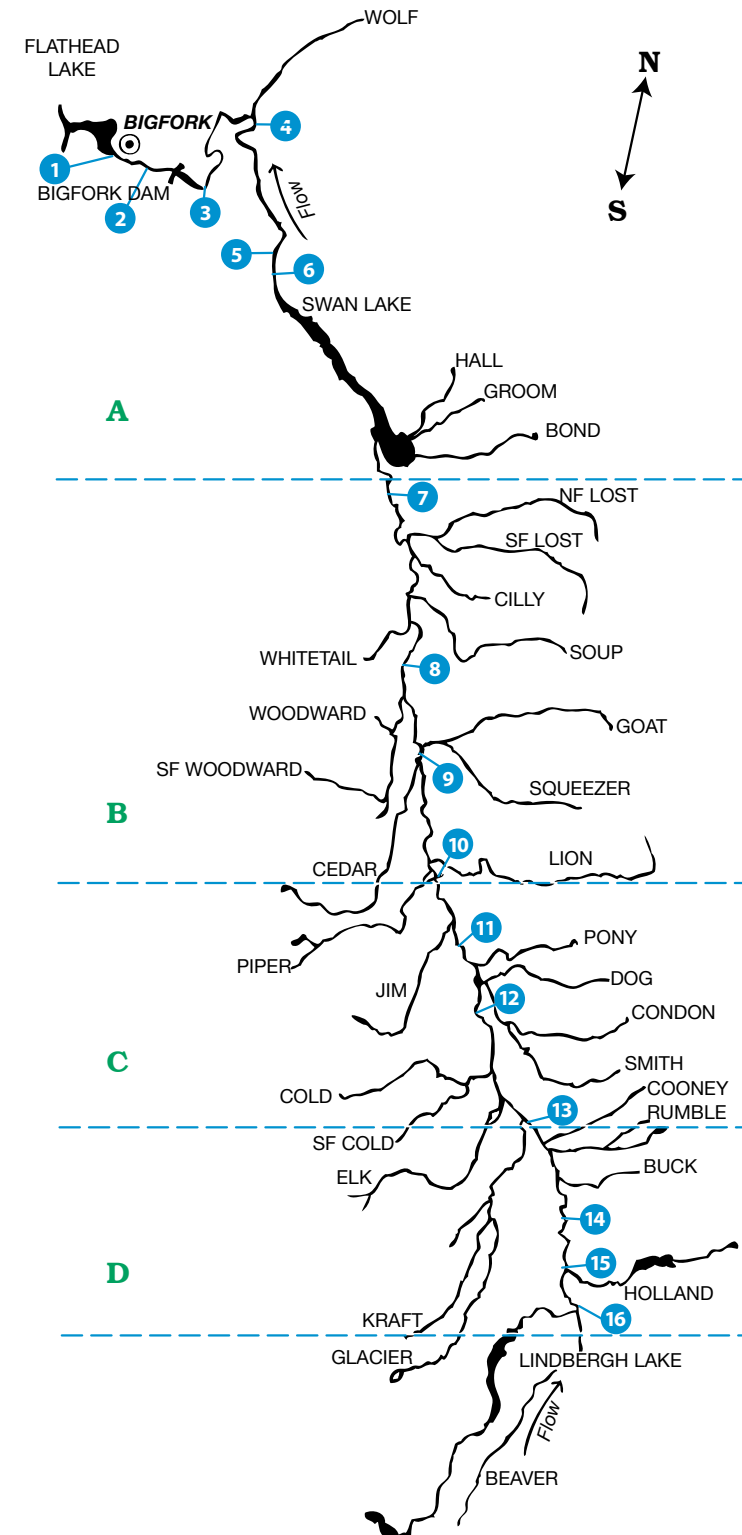 WOLF
FLATHEAD
LAKE
N
BIGFORK
4
1
BIGFORK DAM
2
3
S
Flow
5
6
SWAN LAKE
HALL
GROOM
A
BOND
7
NF LOST
SF LOST
CILLY
WHITETAIL
SOUP
8
WOODWARD
GOAT
SF WOODWARD
9
SQUEEZER
B
10
LION
CEDAR
11
PONY
PIPER
DOG
JIM
12
CONDON
C
SMITH
COLD
COONEY
13
RUMBLE
SF COLD
BUCK
ELK
14
D
15
HOLLAND
KRAFT
16
GLACIER
LINDBERGH LAKE
Flow
BEAVER